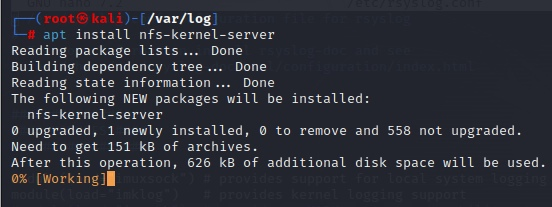 ┌──(root㉿kali)-[/var/log]
└─# apt install nfs-kernel-server
Reading package lists... Done
Building dependency tree... Done
Reading state information... Done
The following NEW packages will be installed:
  nfs-kernel-server
0 upgraded, 1 newly installed, 0 to remove and 558 not upgraded.
Need to get 151 kB of archives.
After this operation, 626 kB of additional disk space will be used.
0% [Working]